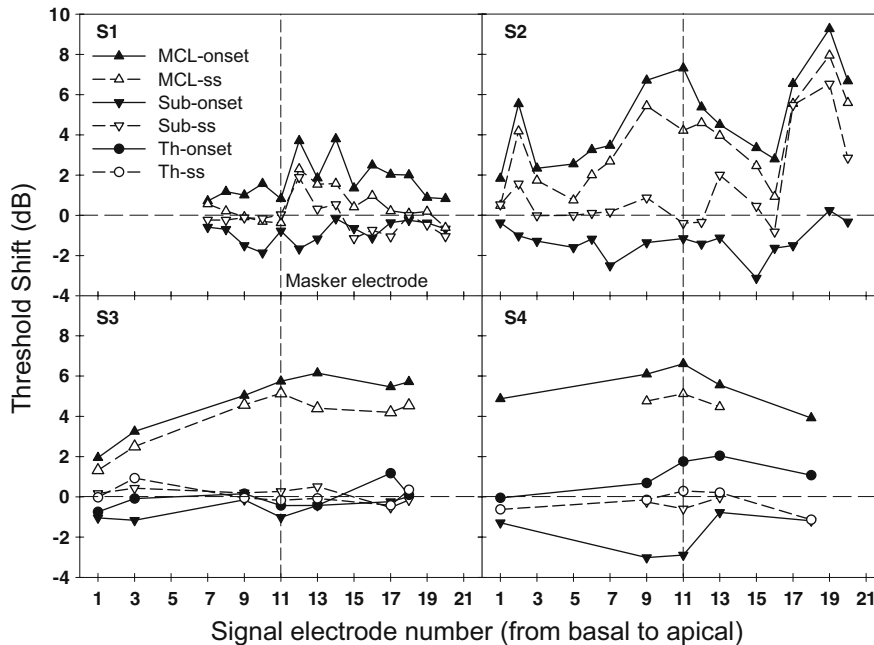 10
8
6
4
2
0
-2
-4
S1
MCL-onset
MCL-ss
Sub-onset
Sub-ss
Th-onset
Th-ss
Masker electrode
S2
Threshold Shift (dB)
8
6
4
2
0
-2
-4
S3
S4
1 3 5 7 9 11 13 15 17 19 21
1 3 5 7 9 11 13 15 17 19 21
Signal electrode number (from basal to apical)